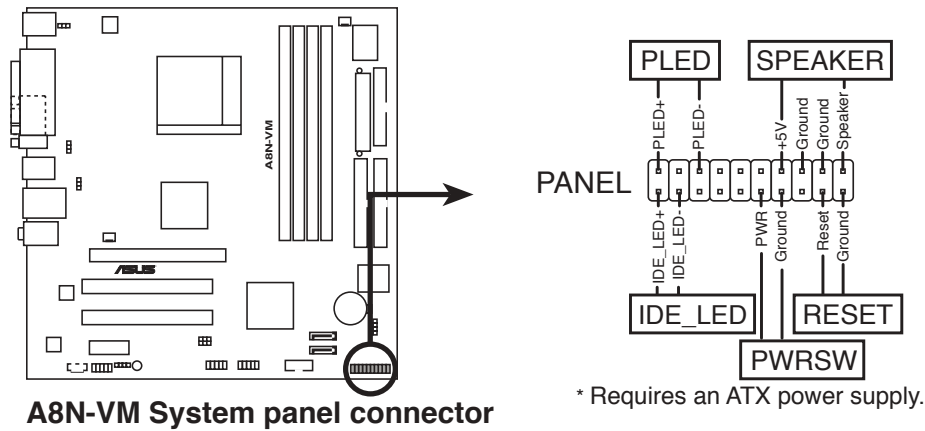 A8N-VM
ASUS
A8N-VM System panel connector
PLED
SPEAKER
PLED+
PLED-
+5V
Ground
Ground
Speaker
PANEL
IDE_LED+
IDE_LED-
PWR
Ground
Reset
Ground
IDE_LED
RESET
PWRSW
* Requires an ATX power supply.